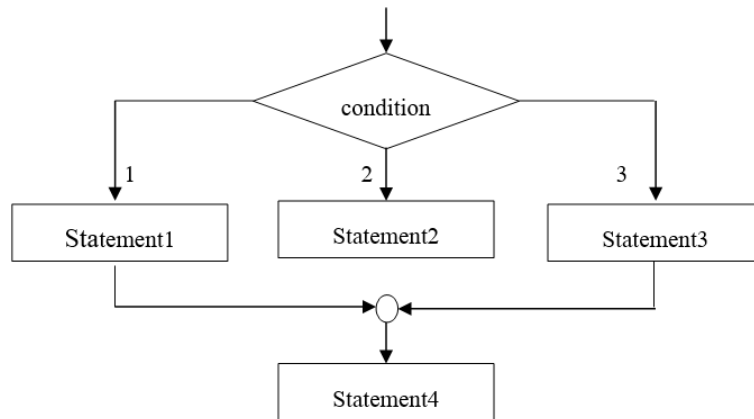 condition
1
2
3
Statement1
Statement2
Statement3
Statement4